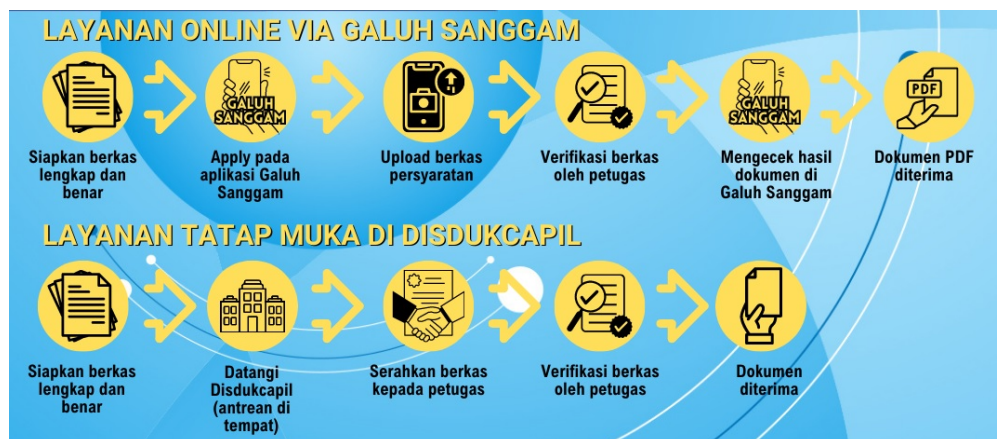 LAYANAN ONLINE VIA GALUH SANGGAM
GALUH
SANGGAM
GALUH
SANGGAM
PDF
Siapkan berkas
lengkap dan
benar
Apply pada
aplikasi Galuh
Sanggam
Upload berkas
persyaratan
Verifikasi berkas
oleh petugas
Mengecek hasil
dokumen di
Galuh Sanggam
Dokumen PDF
diterima
LAYANAN TATAP MUKA DI DISDUKCAPIL
Siapkan berkas
lengkap dan
benar
Datangi
Disdukcapil
(antrean di
tempat)
Serahkan berkas
kepada petugas
Verifikasi berkas
oleh petugas
Dokumen
diterima